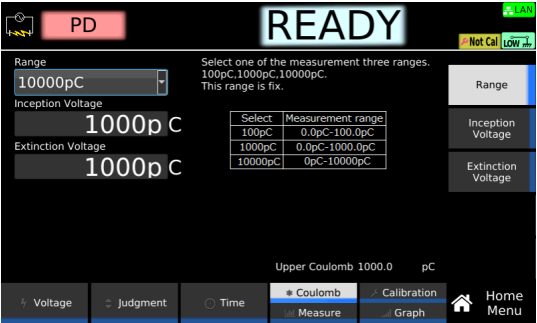 PD
READY
LAN
Not Cal
LOW
Range
10000pC
Inception Voltage
1000p C
Extinction Voltage
1000p C
Select one of the measurement three ranges.
100pC,1000pC,10000pC.
This range is fix.
Select Measurement range
100pC 0.0pC-100.0pC
1000pC 0.0pC-1000.0pC
10000pC 0pC-10000pC
Upper Coulomb 1000.0 pC
Range
Inception
Voltage
Extinction
Voltage
Voltage
Judgment
Time
Coulomb
Measure
Calibration
Graph
Home
Menu